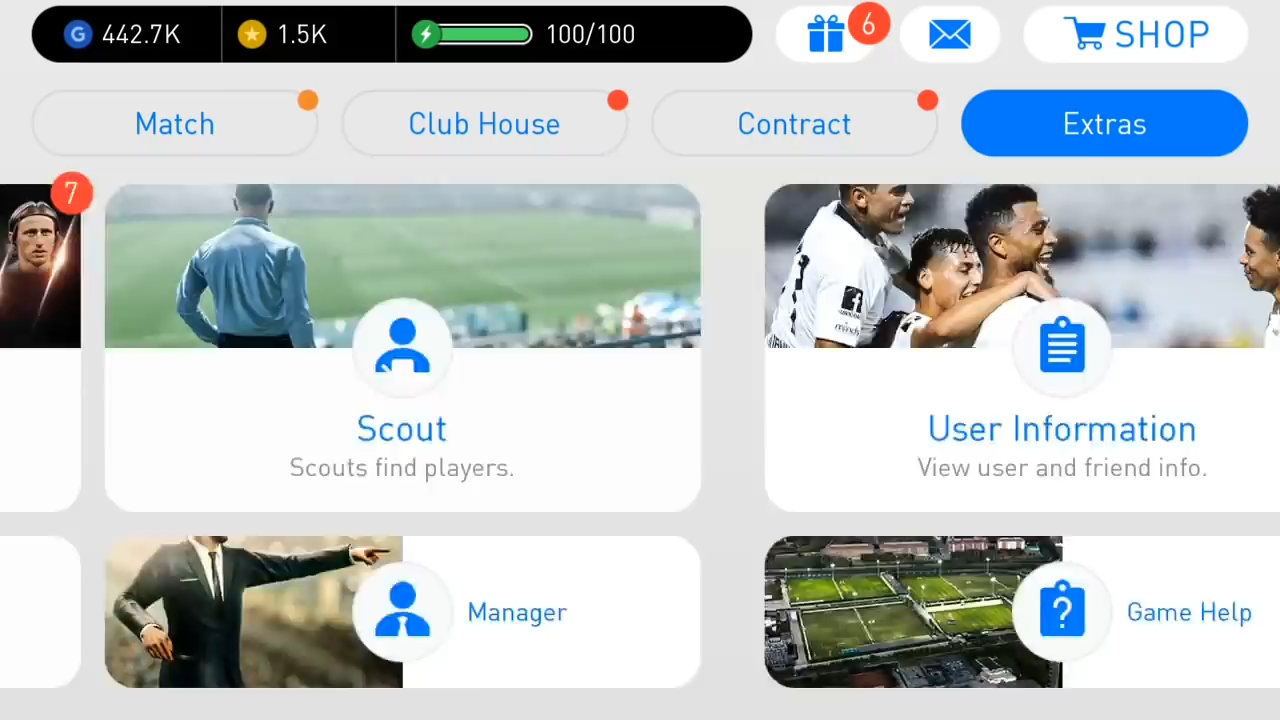 G 442.7K 1.5K 100/100 6 SHOP
Match Club House Contract Extras
7
Scout
Scouts find players.
User Information
View user and friend info.
Manager
? Game Help